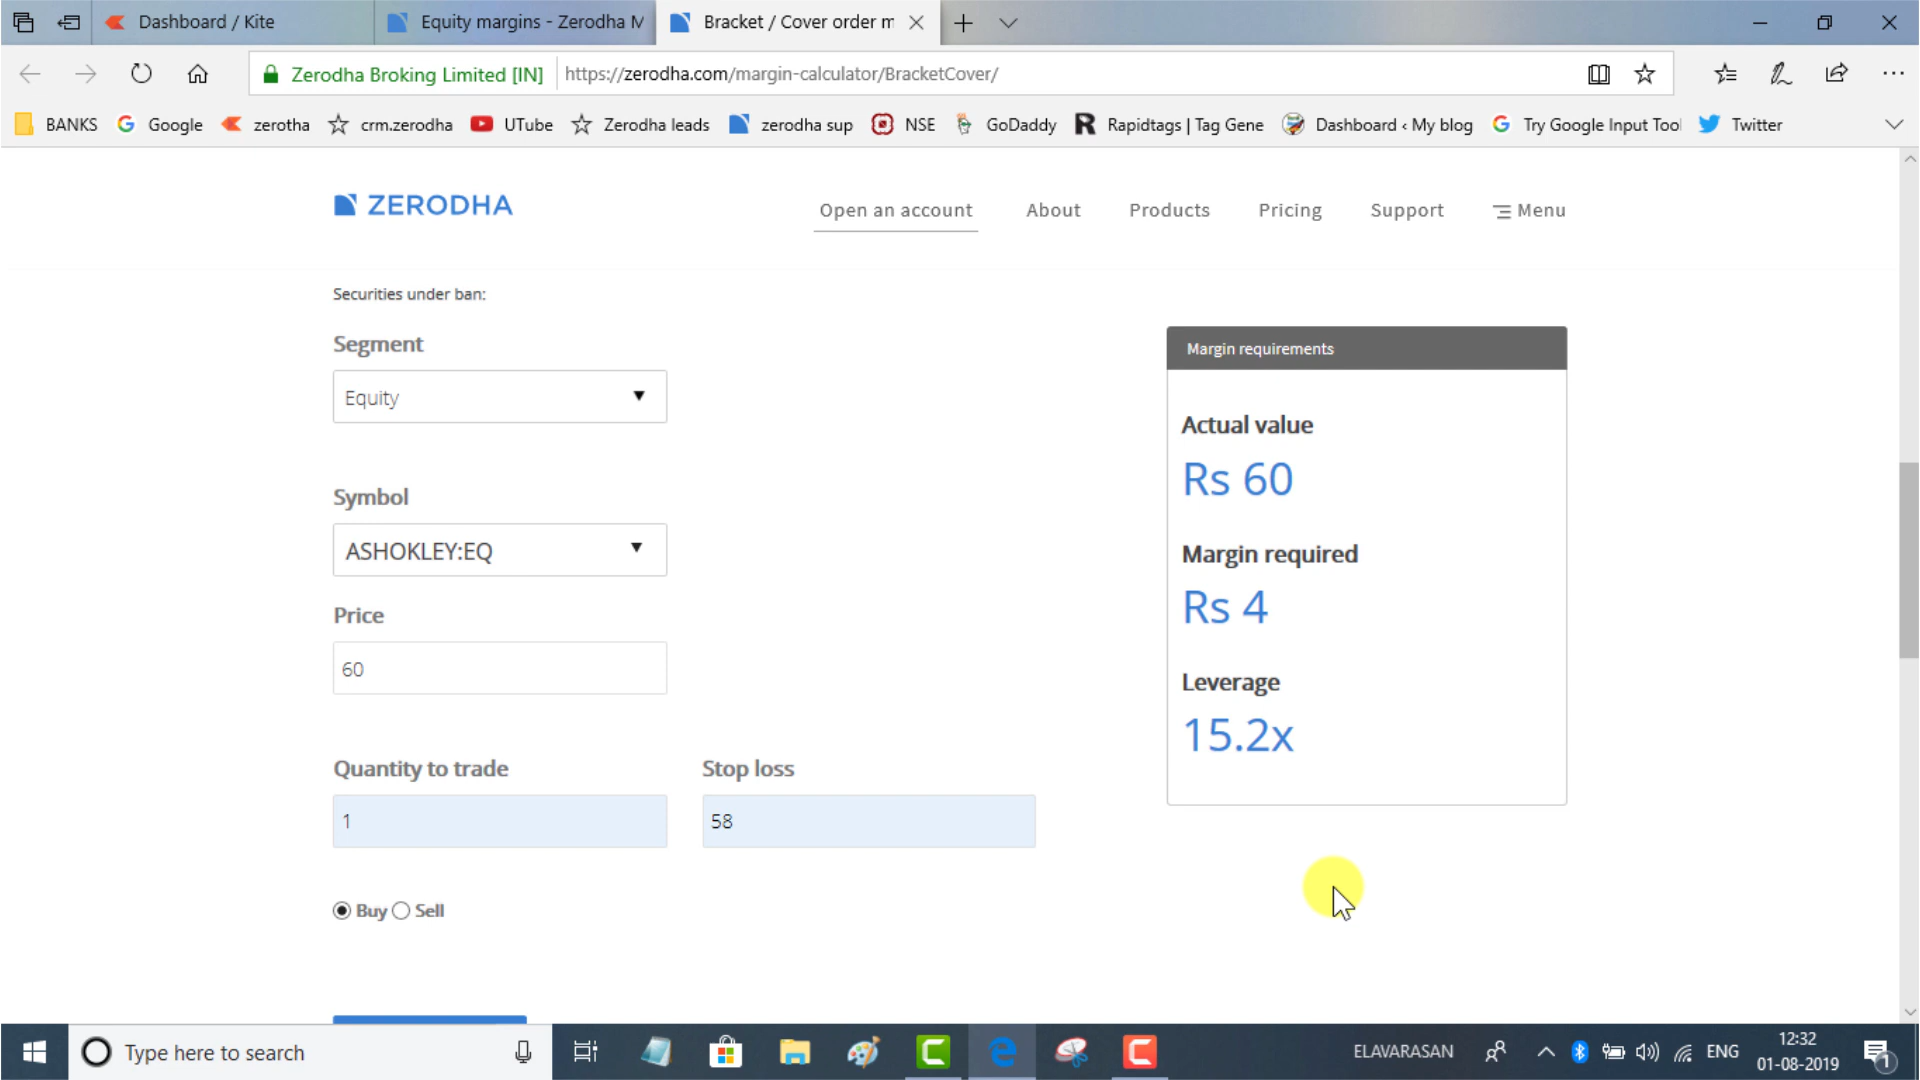 Dashboard / Kite
Equity margins - Zerodha M
Bracket / Cover order m
Zerodha Broking Limited [IN]
https://zerodha.com/margin-calculator/BracketCover/
BANKS
Google
zerotha
crm.zerodha
UTube
Zerodha leads
zerodha sup
NSE
GoDaddy
Rapidtags | Tag Gene
Dashboard ‹ My blog
Try Google Input Tool
Twitter
ZERODHA
Open an account
About
Products
Pricing
Support
Menu
Securities under ban:
Segment
Equity
Margin requirements
Actual value
Rs 60
Symbol
ASHOKLEY:EQ
Margin required
Rs 4
Price
60
Leverage
15.2x
Quantity to trade
Stop loss
1
58
Buy
Sell
Type here to search
ELAVARASAN
ENG
12:32
01-08-2019
1